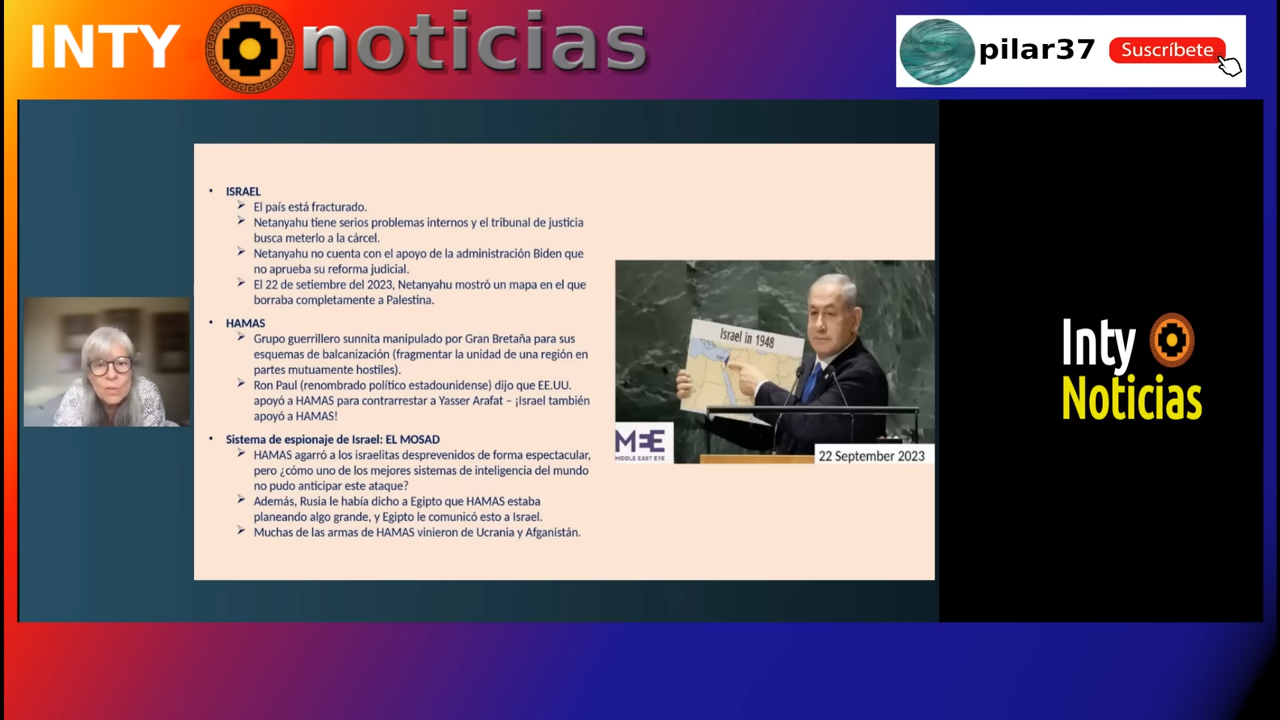 INTY noticias
pilar37
Suscríbete
• ISRAEL
➢ El país está fracturado.
➢ Netanyahu tiene serios problemas internos y el tribunal de justicia
busca meterlo a la cárcel.
➢ Netanyahu no cuenta con el apoyo de la administración Biden que
no aprueba su reforma judicial.
➢ El 22 de setiembre del 2023, Netanyahu mostró un mapa en el que
borraba completamente a Palestina.
• HAMAS
➢ Grupo guerrillero sunnita manipulado por Gran Bretaña para sus
esquemas de balcanización (fragmentar la unidad de una región en
partes mutuamente hostiles).
➢ Ron Paul (renombrado político estadounidense) dijo que EE.UU.
apoyó a HAMAS para contrarrestar a Yasser Arafat – ¡Israel también
apoyó a HAMAS!
• Sistema de espionaje de Israel: EL MOSAD
➢ HAMAS agarró a los israelitas desprevenidos de forma espectacular,
pero ¿cómo uno de los mejores sistemas de inteligencia del mundo
no pudo anticipar este ataque?
➢ Además, Rusia le había dicho a Egipto que HAMAS estaba
planeando algo grande, y Egipto le comunicó esto a Israel.
➢ Muchas de las armas de HAMAS vinieron de Ucrania y Afganistán.
Israel in 1948
MEE
MIDDLE EAST EYE
22 September 2023
Inty
Noticias